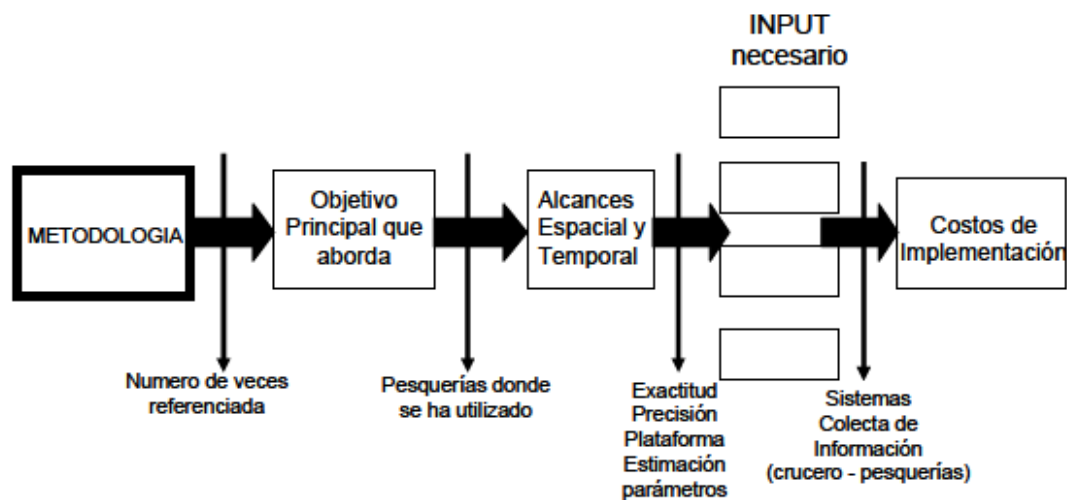 INPUT
necesario
METODOLOGIA
Objetivo
Principal que
aborda
Alcances
Espacial y
Temporal
Costos de
Implementación
Numero de veces
referenciada
Pesquerías donde
se ha utilizado
Exactitud
Precisión
Plataforma
Estimación
parámetros
Sistemas
Colecta de
Información
(crucero - pesquerías)